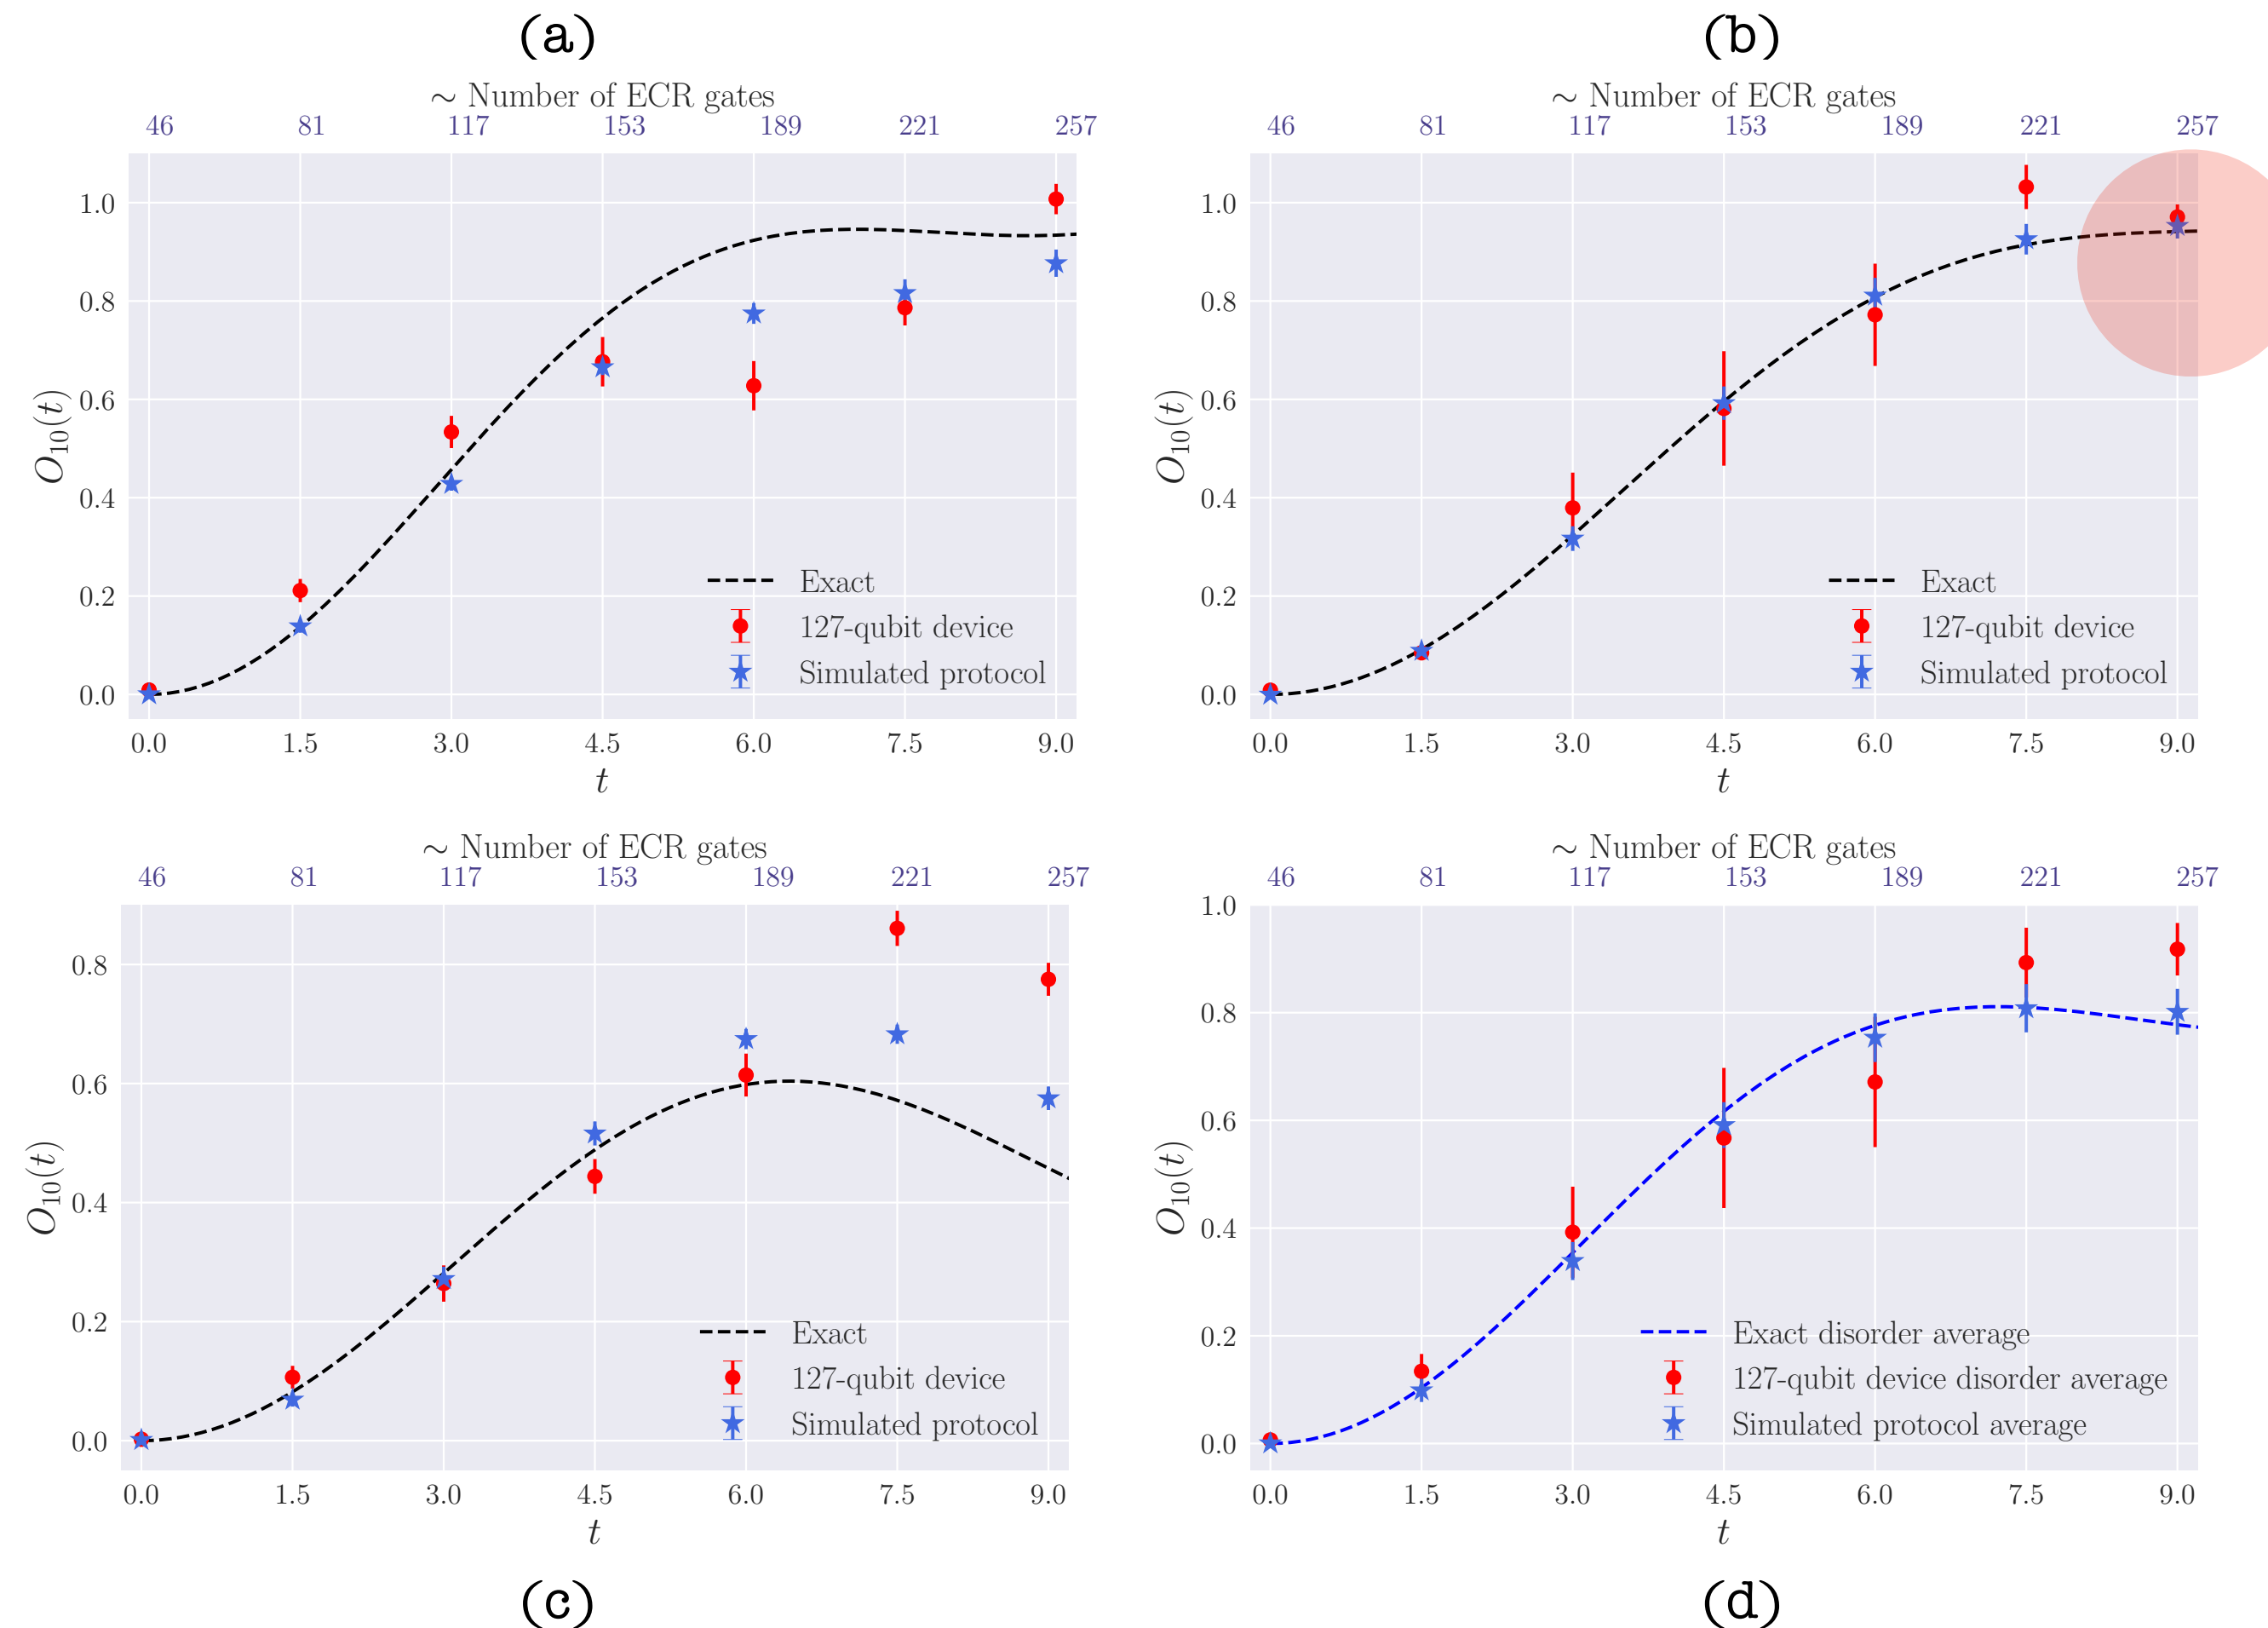 (a)
∼ Number of ECR gates
46 81 117 153 189 221 257
1.0
0.8
0.6
0.4
0.2
0.0
O10(t)
Exact
127-qubit device
Simulated protocol
0.0 1.5 3.0 4.5 6.0 7.5 9.0
t
(b)
∼ Number of ECR gates
46 81 117 153 189 221 257
1.0
0.8
0.6
0.4
0.2
0.0
O10(t)
Exact
127-qubit device
Simulated protocol
0.0 1.5 3.0 4.5 6.0 7.5 9.0
t
∼ Number of ECR gates
46 81 117 153 189 221 257
0.8
0.6
0.4
0.2
0.0
O10(t)
Exact
127-qubit device
Simulated protocol
0.0 1.5 3.0 4.5 6.0 7.5 9.0
t
(c)
∼ Number of ECR gates
46 81 117 153 189 221 257
1.0
0.8
0.6
0.4
0.2
0.0
O10(t)
Exact disorder average
127-qubit device disorder average
Simulated protocol average
0.0 1.5 3.0 4.5 6.0 7.5 9.0
t
(d)